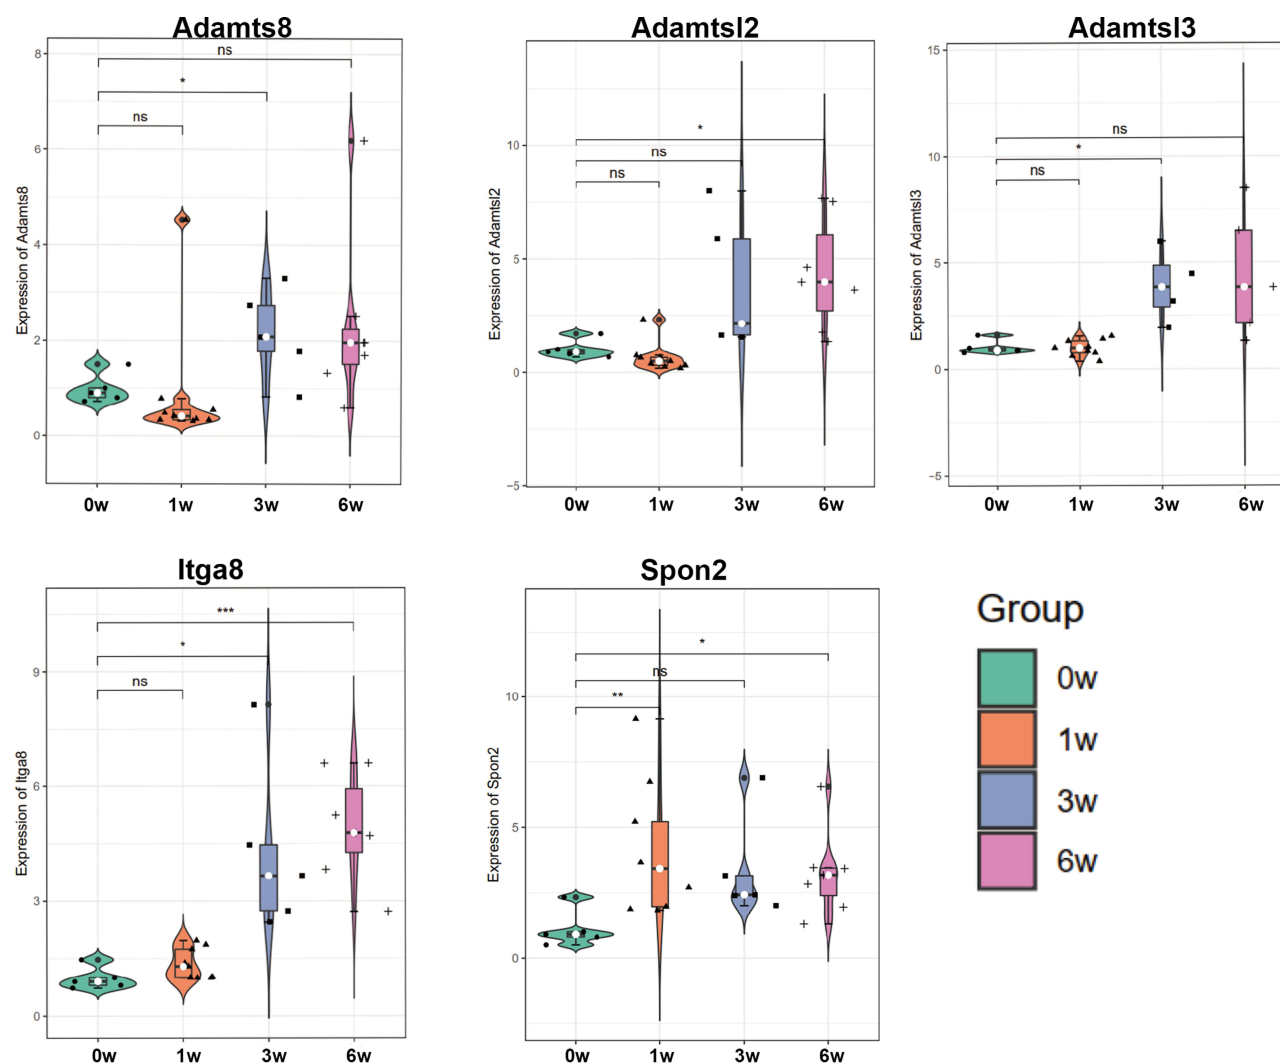 Adamts8
ns
*
ns
Expression of Adamts8
8
6
4
2
0
0w 1w 3w 6w
Adamtsl2
*
ns
ns
Expression of Adamtsl2
10
5
0
−5
0w 1w 3w 6w
Adamtsl3
ns
*
ns
Expression of Adamtsl3
15
10
5
0
−5
0w 1w 3w 6w
Itga8
***
*
ns
Expression of Itga8
9
6
3
0
0w 1w 3w 6w
Spon2
*
ns
**
Expression of Spon2
10
5
0
0w 1w 3w 6w
Group
0w
1w
3w
6w